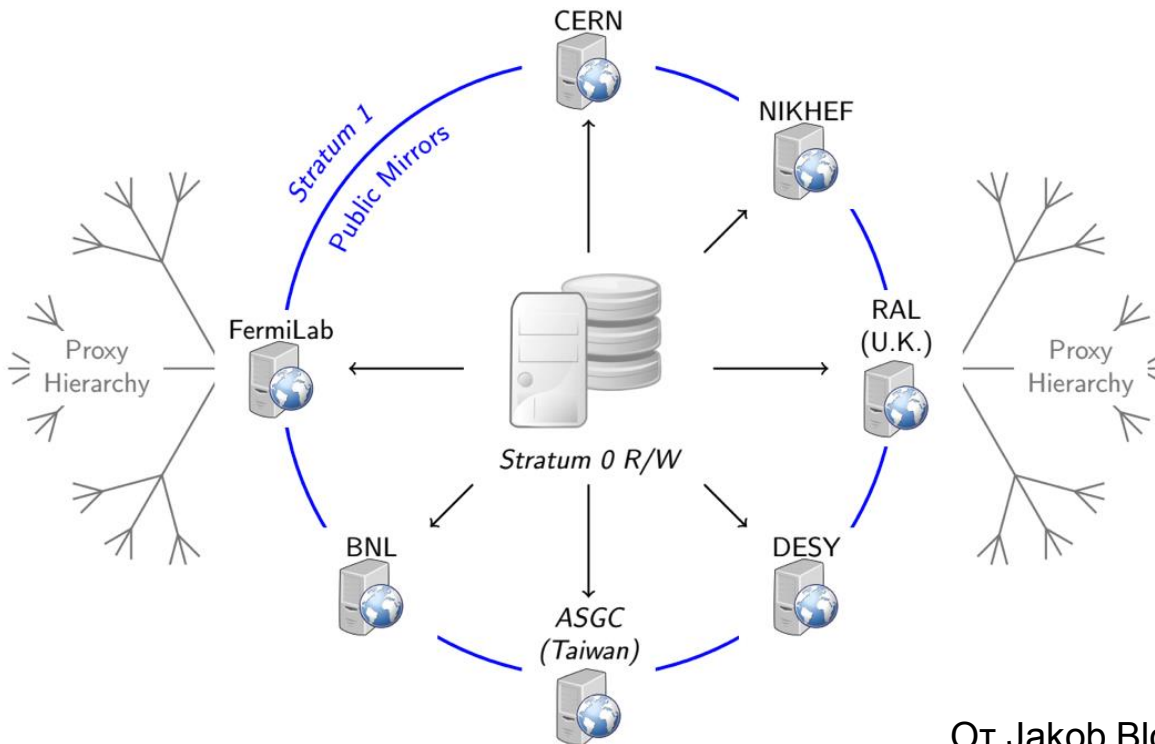 CERN
NIKHEF
Stratum 1
Public Mirrors
FermiLab
RAL
(U.K.)
Proxy
Hierarchy
Proxy
Hierarchy
Stratum 0 R/W
BNL
DESY
ASGC
(Taiwan)
От Jakob